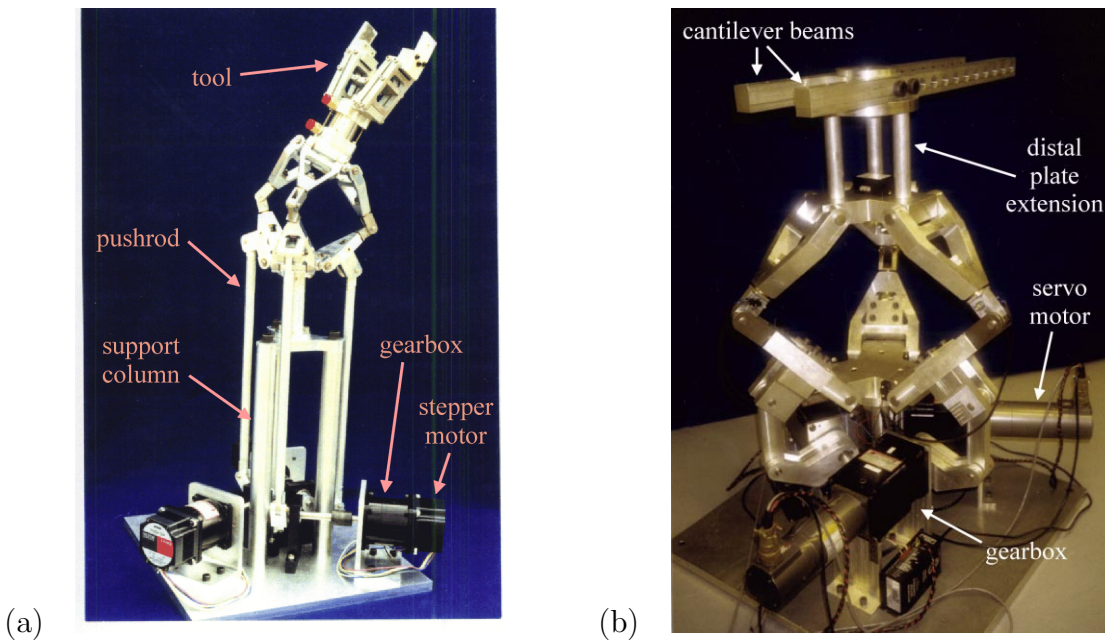 tool
pushrod
support
column
gearbox
stepper
motor
(a)
cantilever
beams
distal
plate
extension
servo
motor
gearbox
(b)